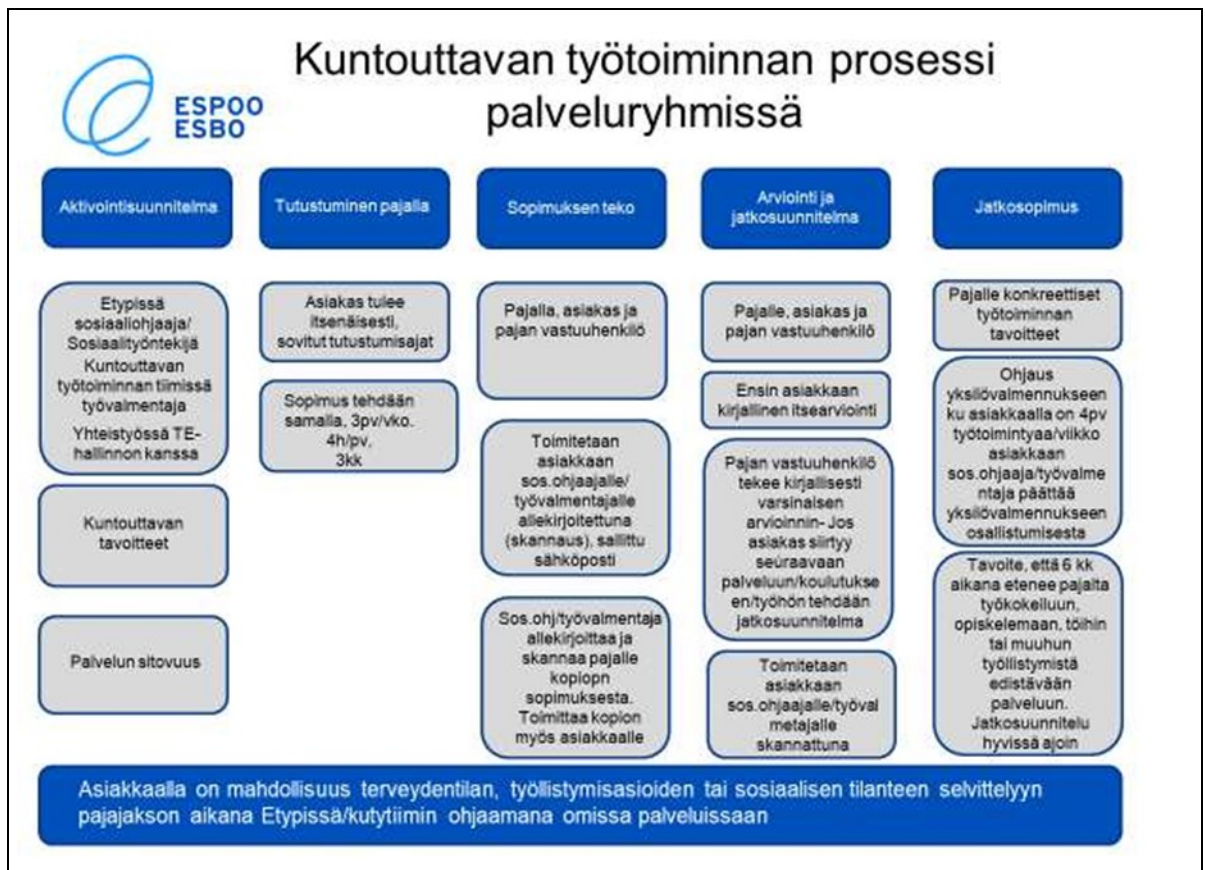 Kuntouttavan työtoiminnan prosessi
palveluryhmissä
ESPOO
ESBO
Aktivointisuunnitelma
Etypissä
sosiaaliohjaaja/
Sosiaalityöntekijä
Kuntouttavan
työtoiminnan tiimissä
työvalmentaja
Yhteistyössä TE-
hallinnon kanssa
Kuntouttavan
tavoitteet
Palvelun sitovuus
Tutustuminen pajalla
Asiakas tulee
itsenäisesti,
sovitut tutustumisajat
Sopimus tehdään
samalla, 3pv/vko.
4h/pv,
3kk
Sopimuksen teko
Pajalla, asiakas ja
pajan vastuuhenkilö
Toimitetaan
asiakkaan
sos.ohjaajalle/
työvalmentajalle
allekirjoitettuna
(skannaus), sallittu
sähköposti
Sos.ohj/työvalmentaja
allekirjoittaa ja
skannaa pajalle
kopiopn
sopimuksesta.
Toimittaa kopion
myös asiakkaalle
Arviointi ja
jatkosuunnitelma
Pajalle, asiakas ja
pajan vastuuhenkilö
Ensin asiakkaan
kirjallinen itsearviointi
Pajan vastuuhenkilö
tekee kirjallisesti
varsinaisen
arvioinnin- Jos
asiakas siirtyy
seuraavaan
palveluun/koulutukse
en/työhön tehdään
jatkosuunnitelma
Toimitetaan
asiakkaan
sos.ohjaajalle/työval
metajalle
skannattuna
Jatkosopimus
Pajalle konkreettiset
työtoiminnan
tavoitteet
Ohjaus
yksilövalmennukseen
ku asiakkaalla on 4pv
työtoimintyaa/viikko
asiakkaan
sos.ohjaaja/työvalme
ntaja päättää
yksilövalmennukseen
osallistumisesta
Tavoite, että 6 kk
aikana etenee pajalta
työkokeiluun,
opiskelemaan, töihin
tai muuhun
työllistymistä
edistävään
palveluun.
Jatkosuunnitelu
hyvissä ajoin
Asiakkaalla on mahdollisuus terveydentilan, työllistymisasioiden tai sosiaalisen tilanteen selvittelyyn
pajajakson aikana Etypissä/kutytiimin ohjaamana omissa palveluissaan